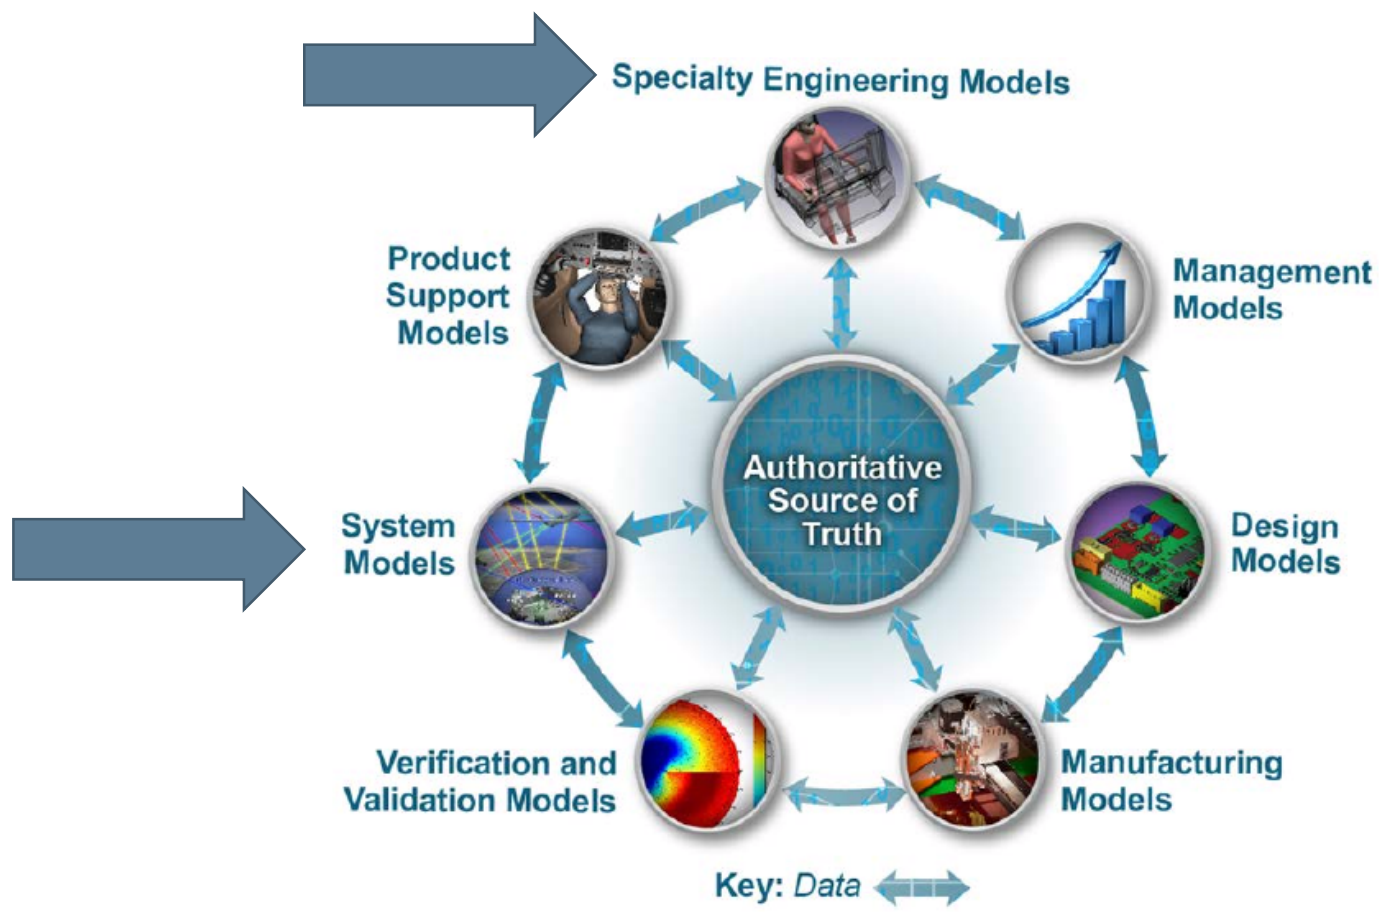 Specialty Engineering Models
Product
Support
Models
Management
Models
Authoritative
Source of
Truth
System
Models
Design
Models
Verification and
Validation Models
Manufacturing
Models
Key: Data